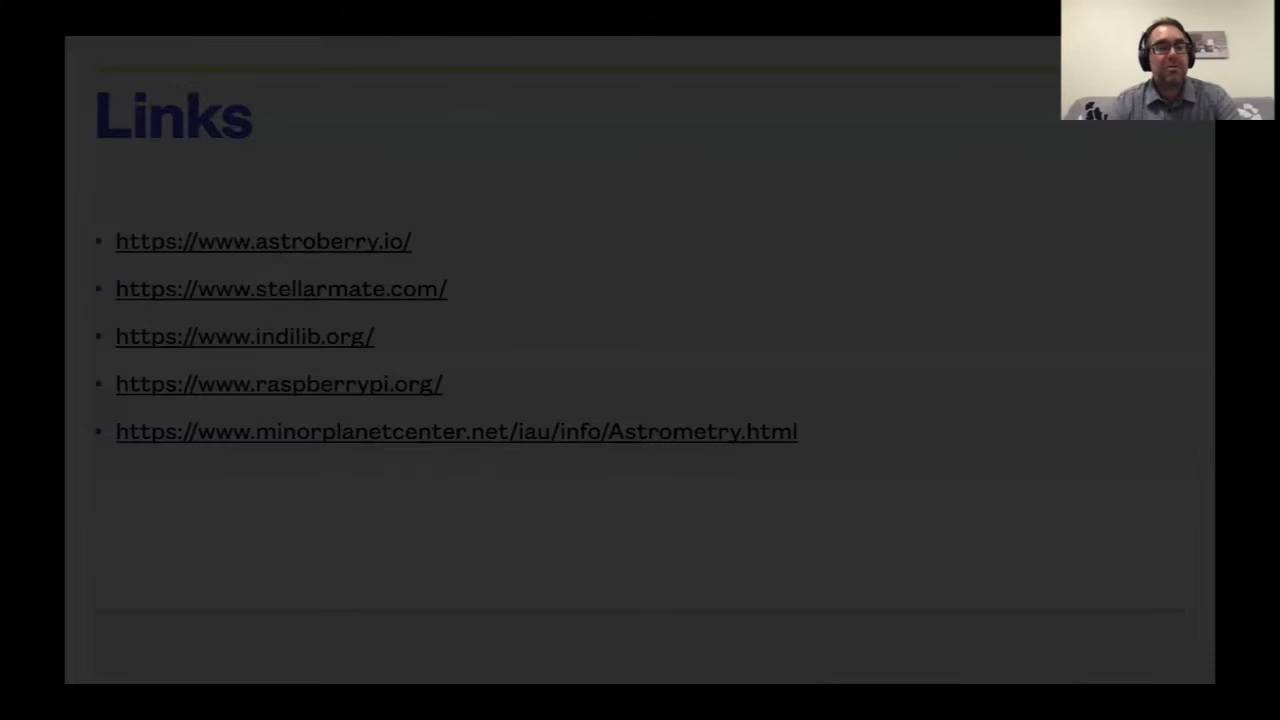 Links
• https://www.astroberry.io/
• https://www.stellarmate.com/
• https://www.indilib.org/
• https://www.raspberrypi.org/
• https://www.minorplanetcenter.net/iau/info/Astrometry.html